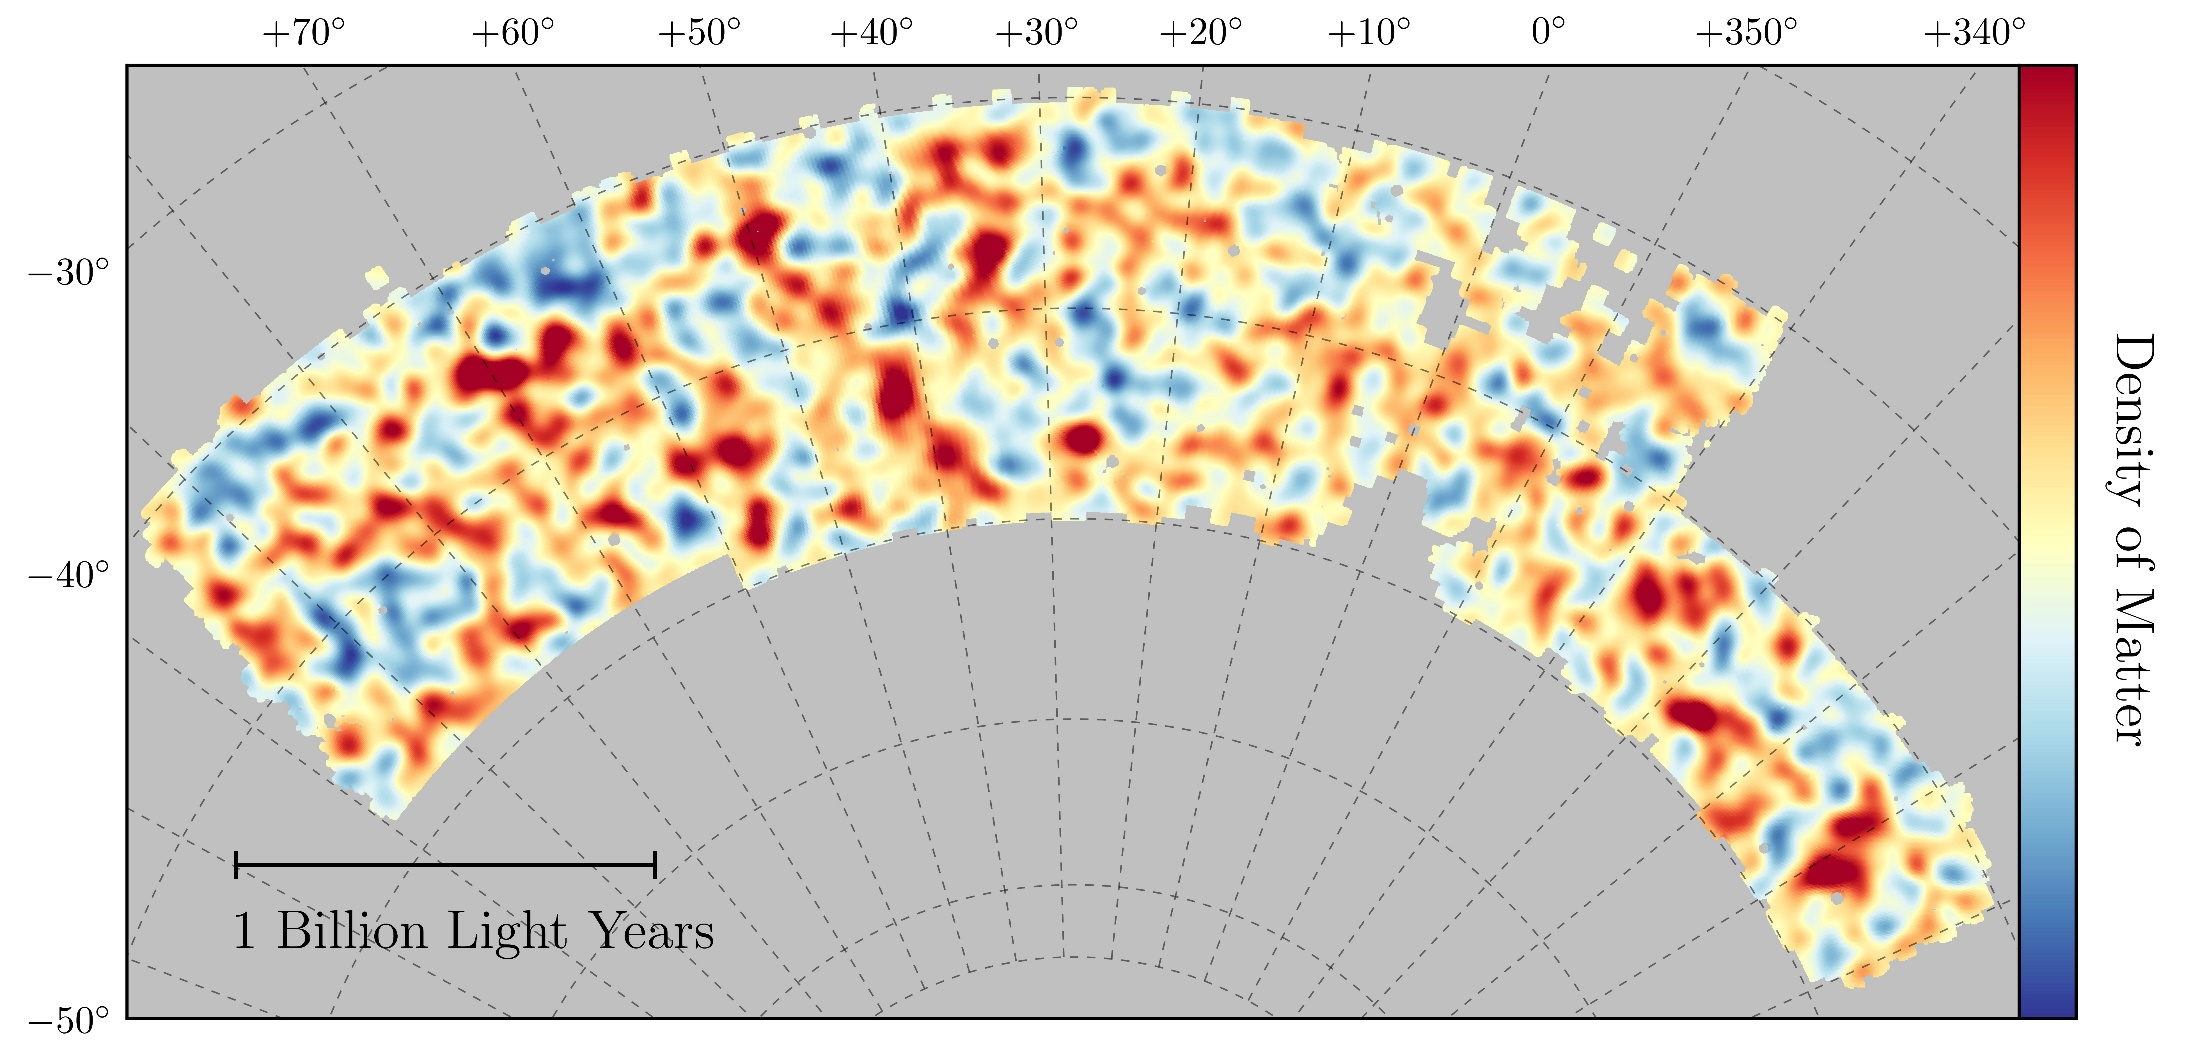 +70° +60° +50° +40° +30° +20° +10° 0° +350° +340°
−30°
−40°
−50°
1 Billion Light Years
Density of Matter